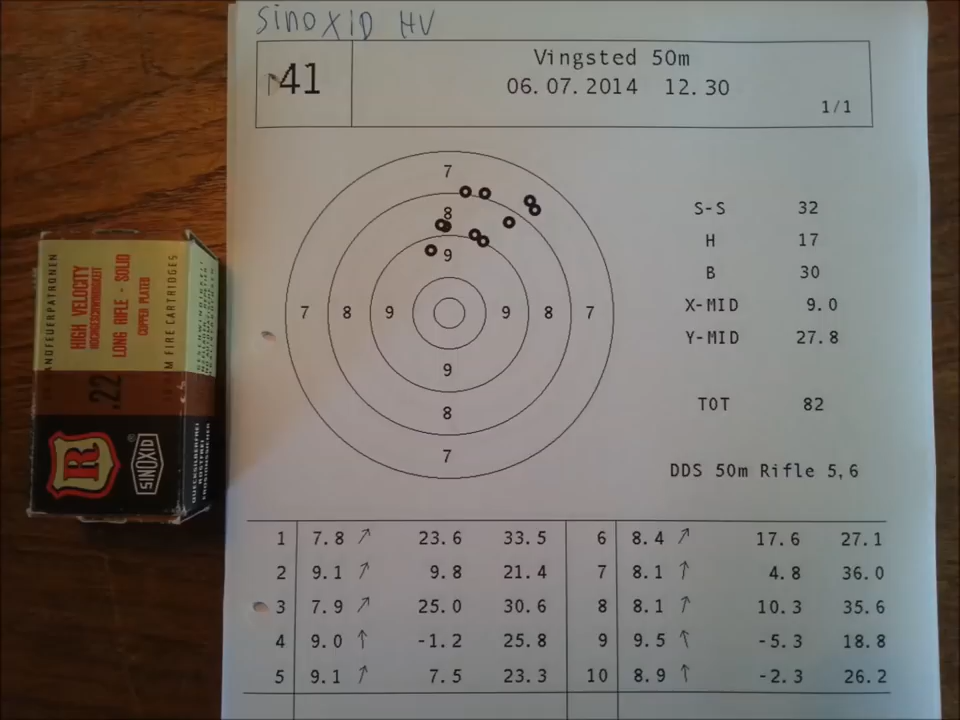 SINOXID HV
41
Vingsted 50m
06.07.2014 12.30
1/1
7
8
9
7 8 9 9 8 7
9
8
7
S-S 32
H 17
B 30
X-MID 9.0
Y-MID 27.8
TOT 82
DDS 50m Rifle 5,6
1 7.8 ↗ 23.6 33.5 6 8.4 ↗ 17.6 27.1
2 9.1 ↗ 9.8 21.4 7 8.1 ↑ 4.8 36.0
3 7.9 ↗ 25.0 30.6 8 8.1 ↑ 10.3 35.6
4 9.0 ↑ -1.2 25.8 9 9.5 ↖ -5.3 18.8
5 9.1 ↗ 7.5 23.3 10 8.9 ↑ -2.3 26.2
HIGH VELOCITY
HOCHGESCHWINDIGKEIT
LONG RIFLE - SOLID
COPPER PLATED
FIRE CARTRIDGES
.22
R
SINOXID
®
QUECKSILBERFREI
ROSTFREI